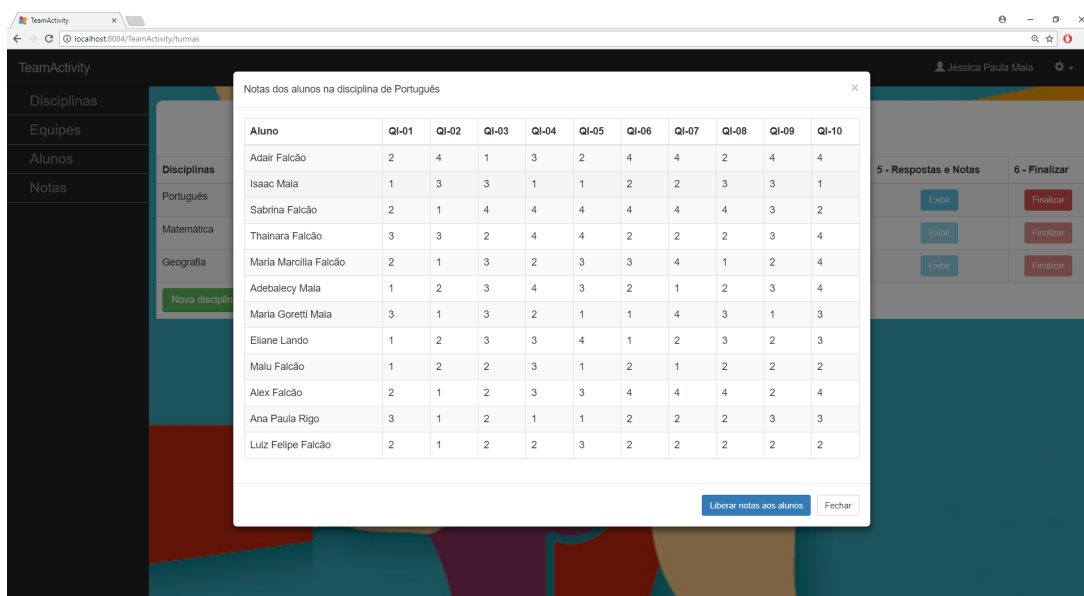 TeamActivity
localhost:8084/TeamActivity/turmas
TeamActivity
Jéssica Paula Maia
Disciplinas
Equipes
Alunos
Notas
Notas dos alunos na disciplina de Português
×
Aluno QI-01 QI-02 QI-03 QI-04 QI-05 QI-06 QI-07 QI-08 QI-09 QI-10
Adair Falcão 2 4 1 3 2 4 4 2 4 4
Isaac Maia 1 3 3 1 1 2 2 3 3 1
Sabrina Falcão 2 1 4 4 4 4 4 4 3 2
Thainara Falcão 3 3 2 4 4 2 2 2 3 4
Maria Marcília Falcão 2 1 3 2 3 3 4 1 2 4
Adebalecy Maia 1 2 3 4 3 2 1 2 3 4
Maria Goretti Maia 3 1 3 2 1 1 4 3 1 3
Eliane Lando 1 2 3 3 4 1 2 3 2 3
Malu Falcão 1 2 2 3 1 2 1 2 2 2
Alex Falcão 2 1 2 3 3 4 4 4 2 4
Ana Paula Rigo 3 1 2 1 1 2 2 2 3 3
Luiz Felipe Falcão 2 1 2 2 3 2 2 2 2 2
Liberar notas aos alunos Fechar
Disciplinas 5 - Respostas e Notas 6 - Finalizar
Português Exibir Finalizar
Matemática Exibir Finalizar
Geografia Exibir Finalizar
Nova disciplin